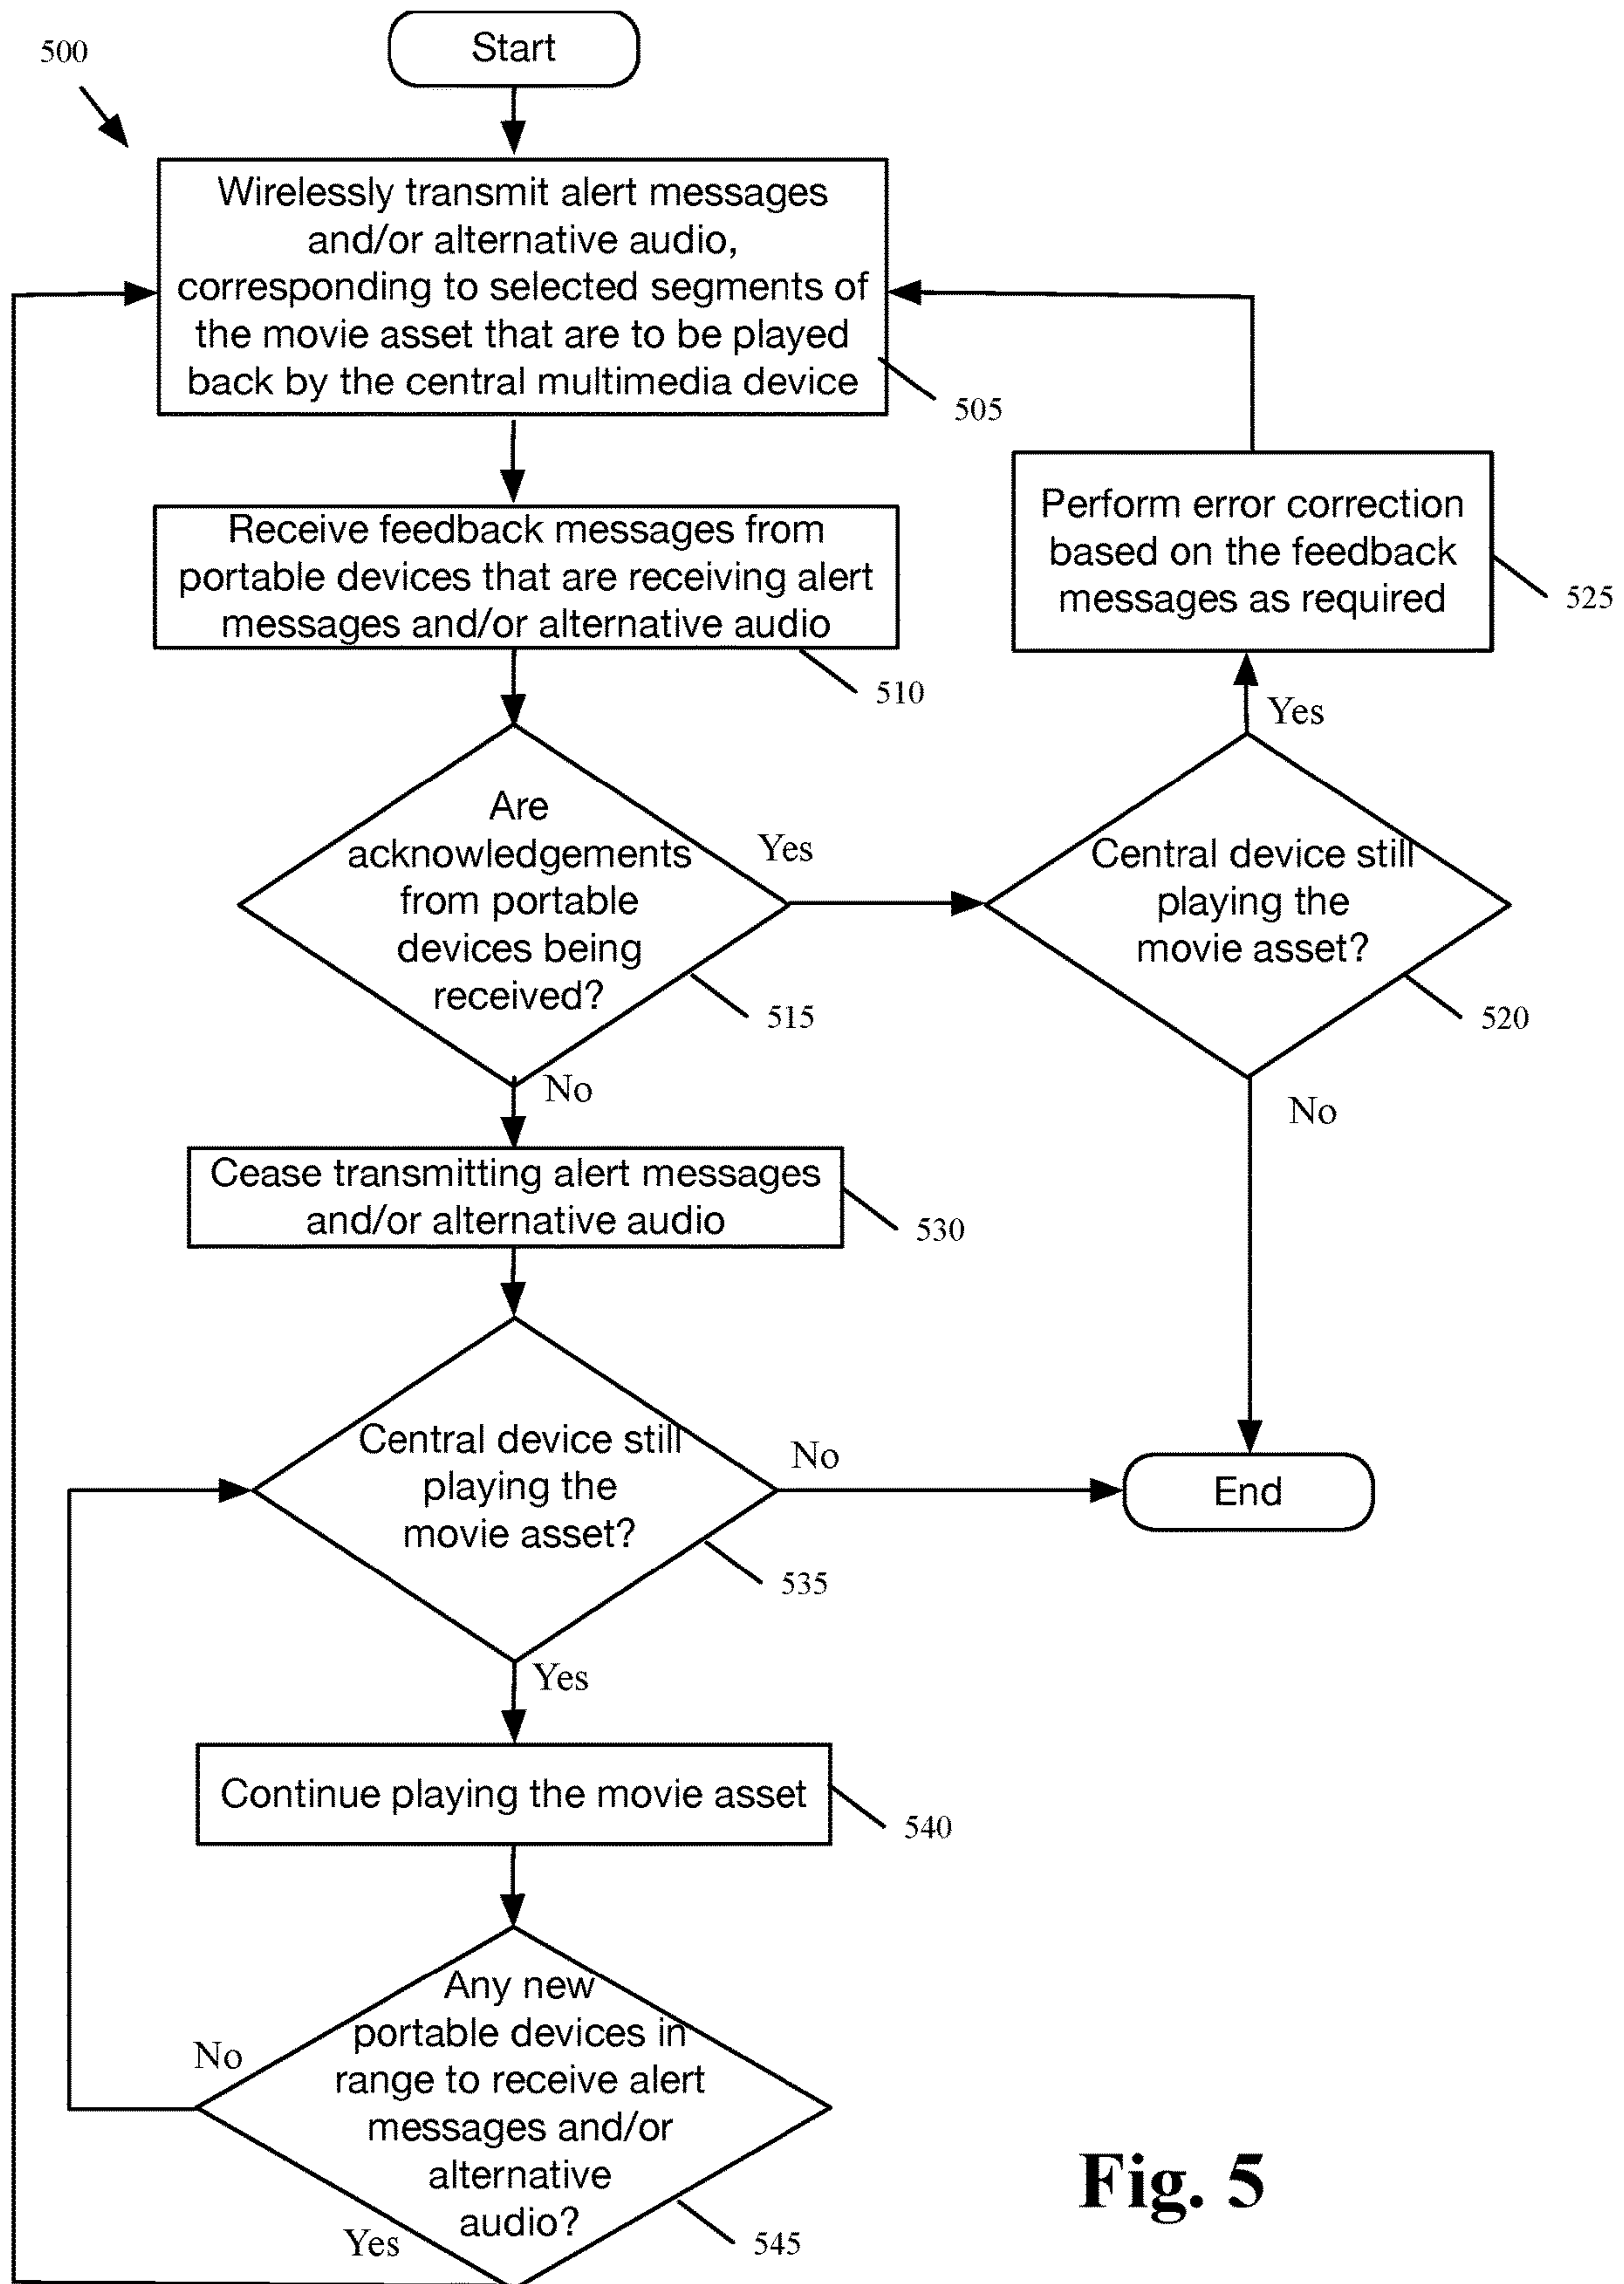 Start
500
Wirelessly transmit alert messages
and/or alternative audio,
corresponding to selected segments of
the movie asset that are to be played
back by the central multimedia device
505
Receive feedback messages from
portable devices that are receiving alert
messages and/or alternative audio
510
Perform error correction
based on the feedback
messages as required
525
Yes
Are
acknowledgements
from portable
devices being
received?
Yes
515
Central device still
playing the
movie asset?
520
No
No
Cease transmitting alert messages
and/or alternative audio
530
Central device still
playing the
movie asset?
No
535
End
Yes
Continue playing the movie asset
540
Any new
portable devices in
range to receive alert
messages and/or
alternative
audio?
No
Yes
545
Fig. 5